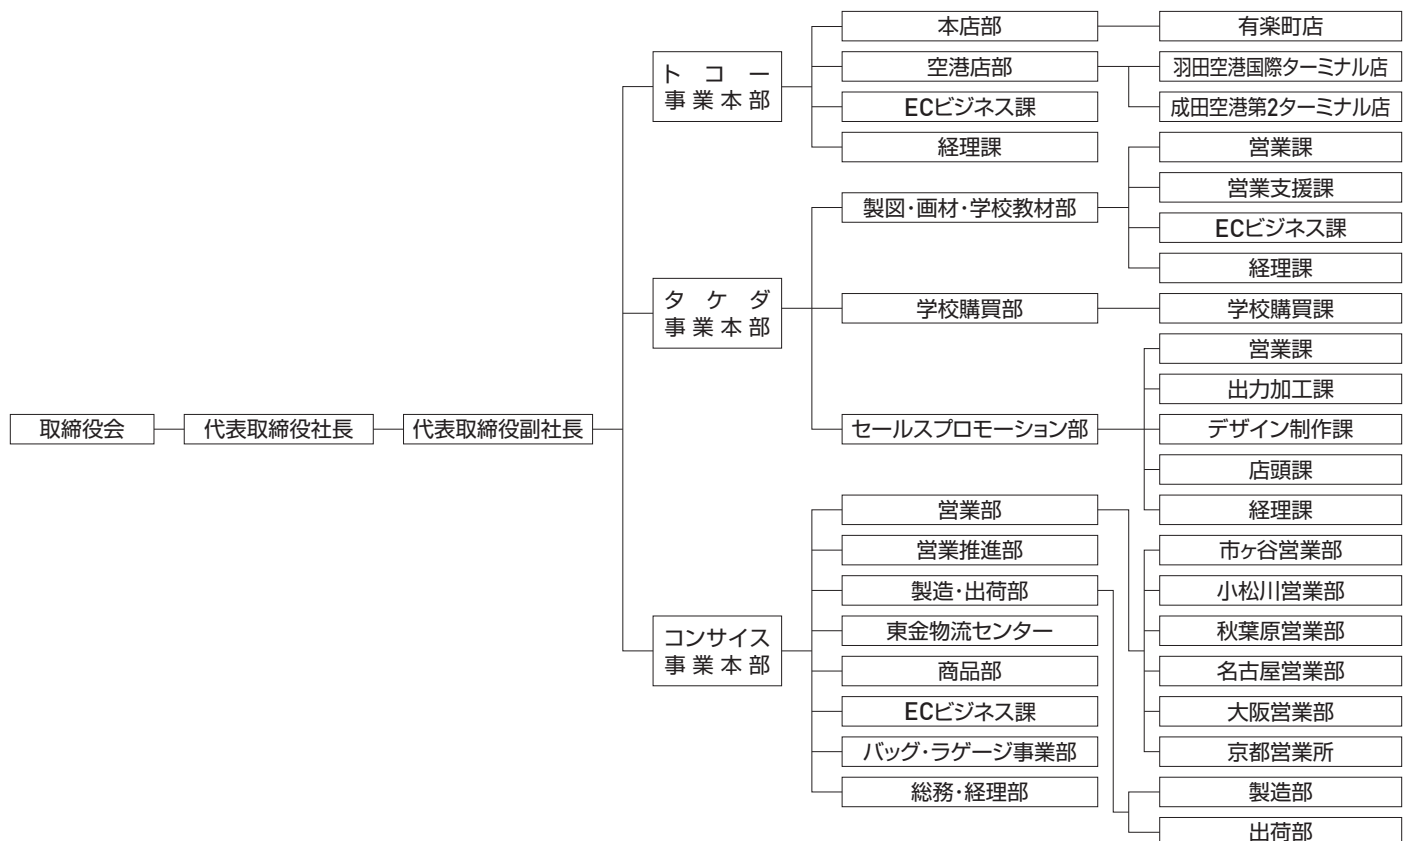 取締役会
代表取締役社長
代表取締役副社長
トコー
事業本部
本店部
有楽町店
空港店部
羽田空港国際ターミナル店
成田空港第2ターミナル店
ECビジネス課
経理課
タケダ
事業本部
製図・画材・学校教材部
営業課
営業支援課
ECビジネス課
経理課
学校購買部
学校購買課
セールスプロモーション部
営業課
出力加工課
デザイン制作課
店頭課
経理課
コンサイス
事業本部
営業部
市ヶ谷営業部
小松川営業部
秋葉原営業部
名古屋営業部
大阪営業部
京都営業所
営業推進部
製造・出荷部
製造部
出荷部
東金物流センター
商品部
ECビジネス課
バッグ・ラゲージ事業部
総務・経理部